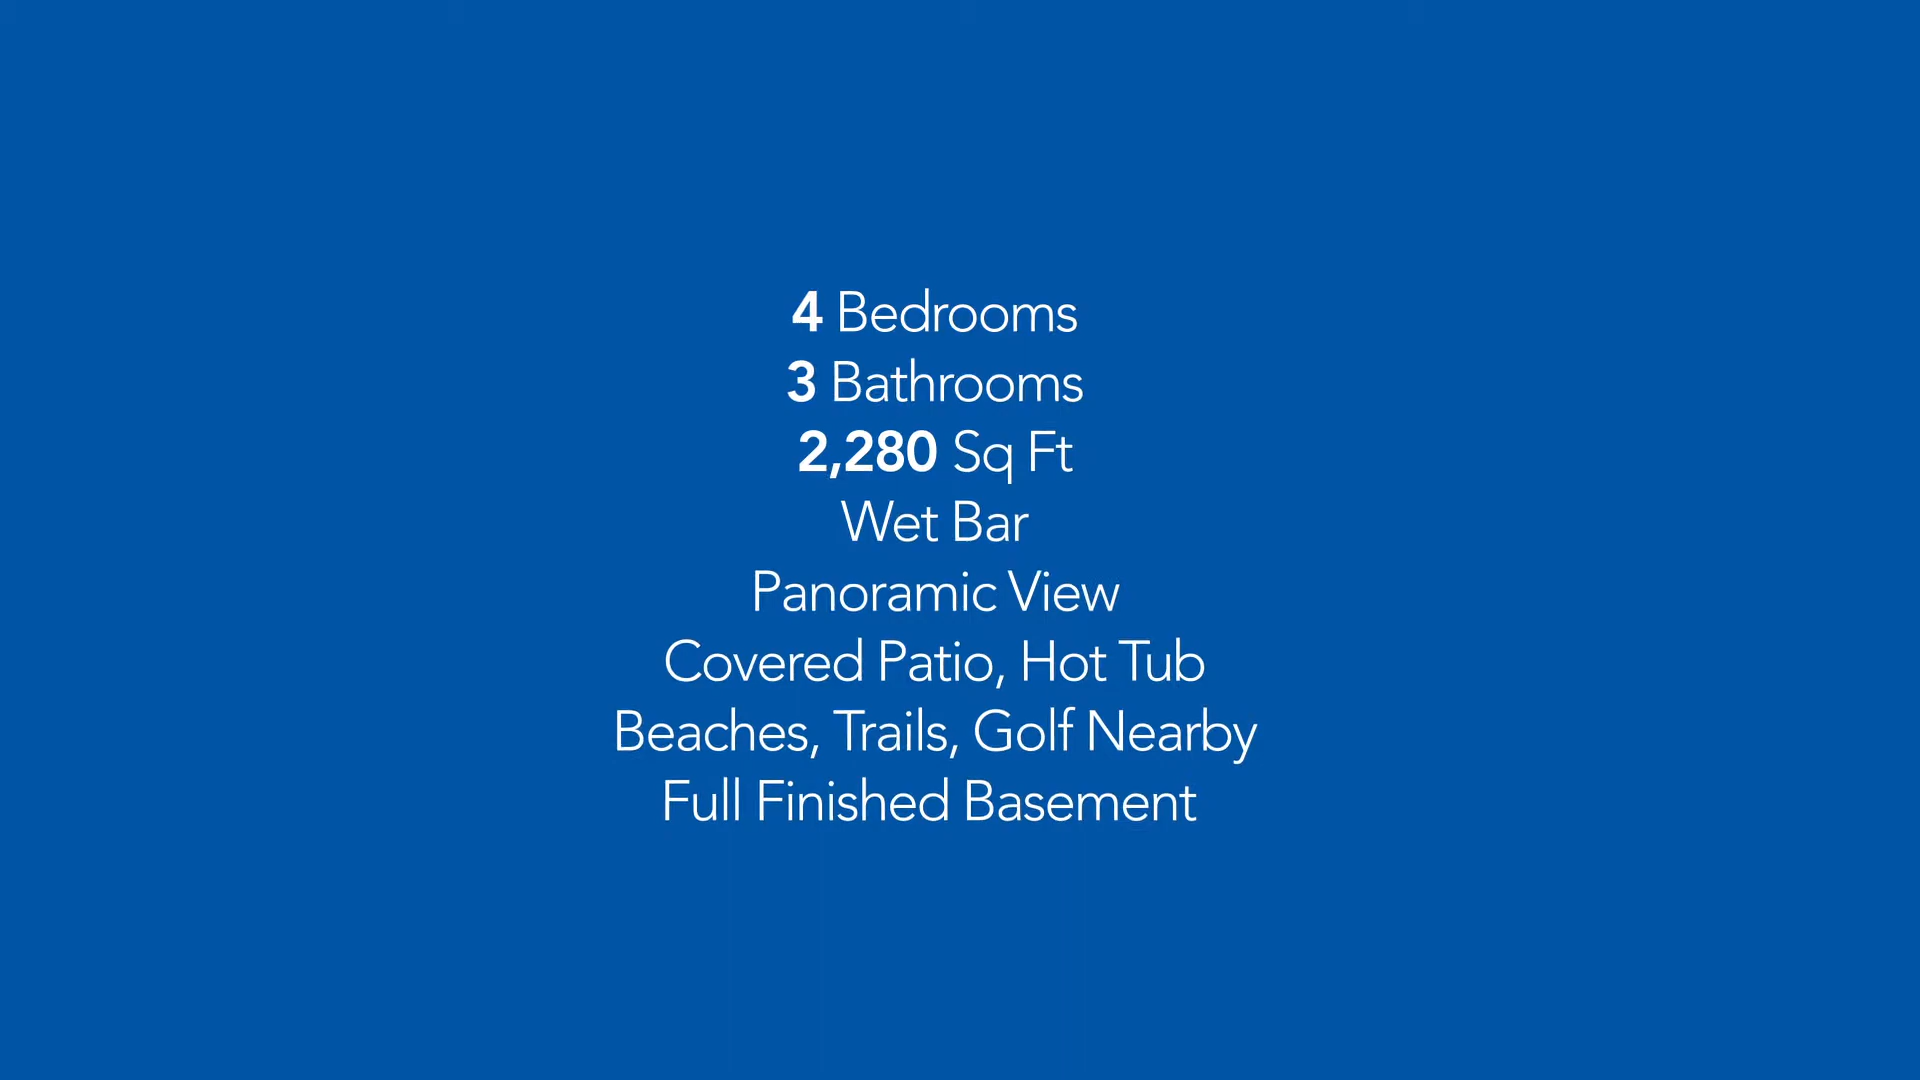 4 Bedrooms
3 Bathrooms
2,280 Sq Ft
Wet Bar
Panoramic View
Covered Patio, Hot Tub
Beaches, Trails, Golf Nearby
Full Finished Basement